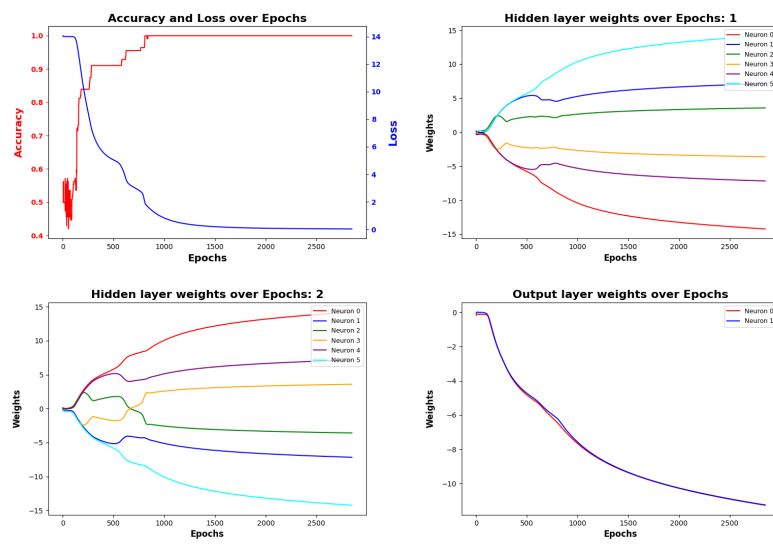 Accuracy and Loss over Epochs
1.0
0.9
0.8
0.7
0.6
0.5
0.4
Accuracy
14
12
10
8
6
4
2
0
Loss
0 500 1000 1500 2000 2500
Epochs
Hidden layer weights over Epochs: 1
15
10
5
0
−5
−10
−15
Weights
Neuron 0
Neuron 1
Neuron 2
Neuron 3
Neuron 4
Neuron 5
0 500 1000 1500 2000 2500
Epochs
Hidden layer weights over Epochs: 2
15
10
5
0
−5
−10
−15
Weights
Neuron 0
Neuron 1
Neuron 2
Neuron 3
Neuron 4
Neuron 5
0 500 1000 1500 2000 2500
Epochs
Output layer weights over Epochs
0
−2
−4
−6
−8
−10
Weights
Neuron 0
Neuron 1
0 500 1000 1500 2000 2500
Epochs